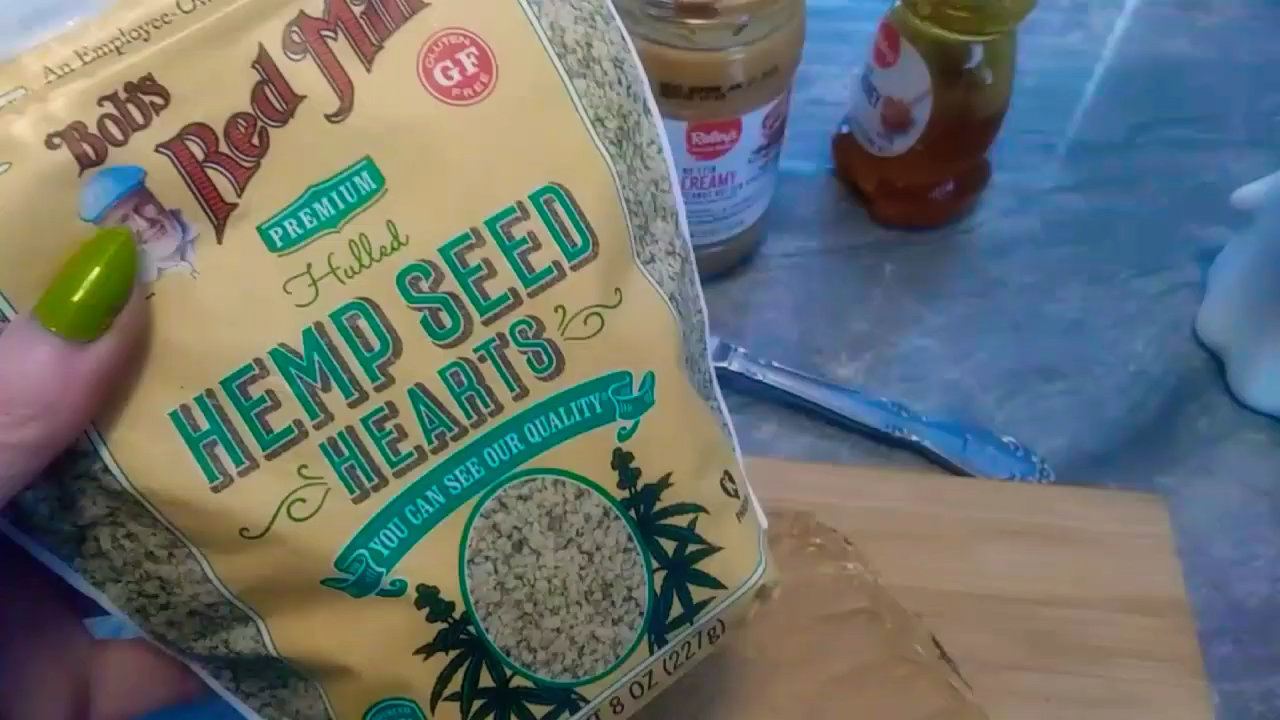 An Employee-O
Bob's
Red Mill
GLUTEN
GF
FREE
PREMIUM
Hulled
HEMP SEED
HEARTS
YOU CAN SEE OUR QUALITY
8 OZ (227g)
CREAMY